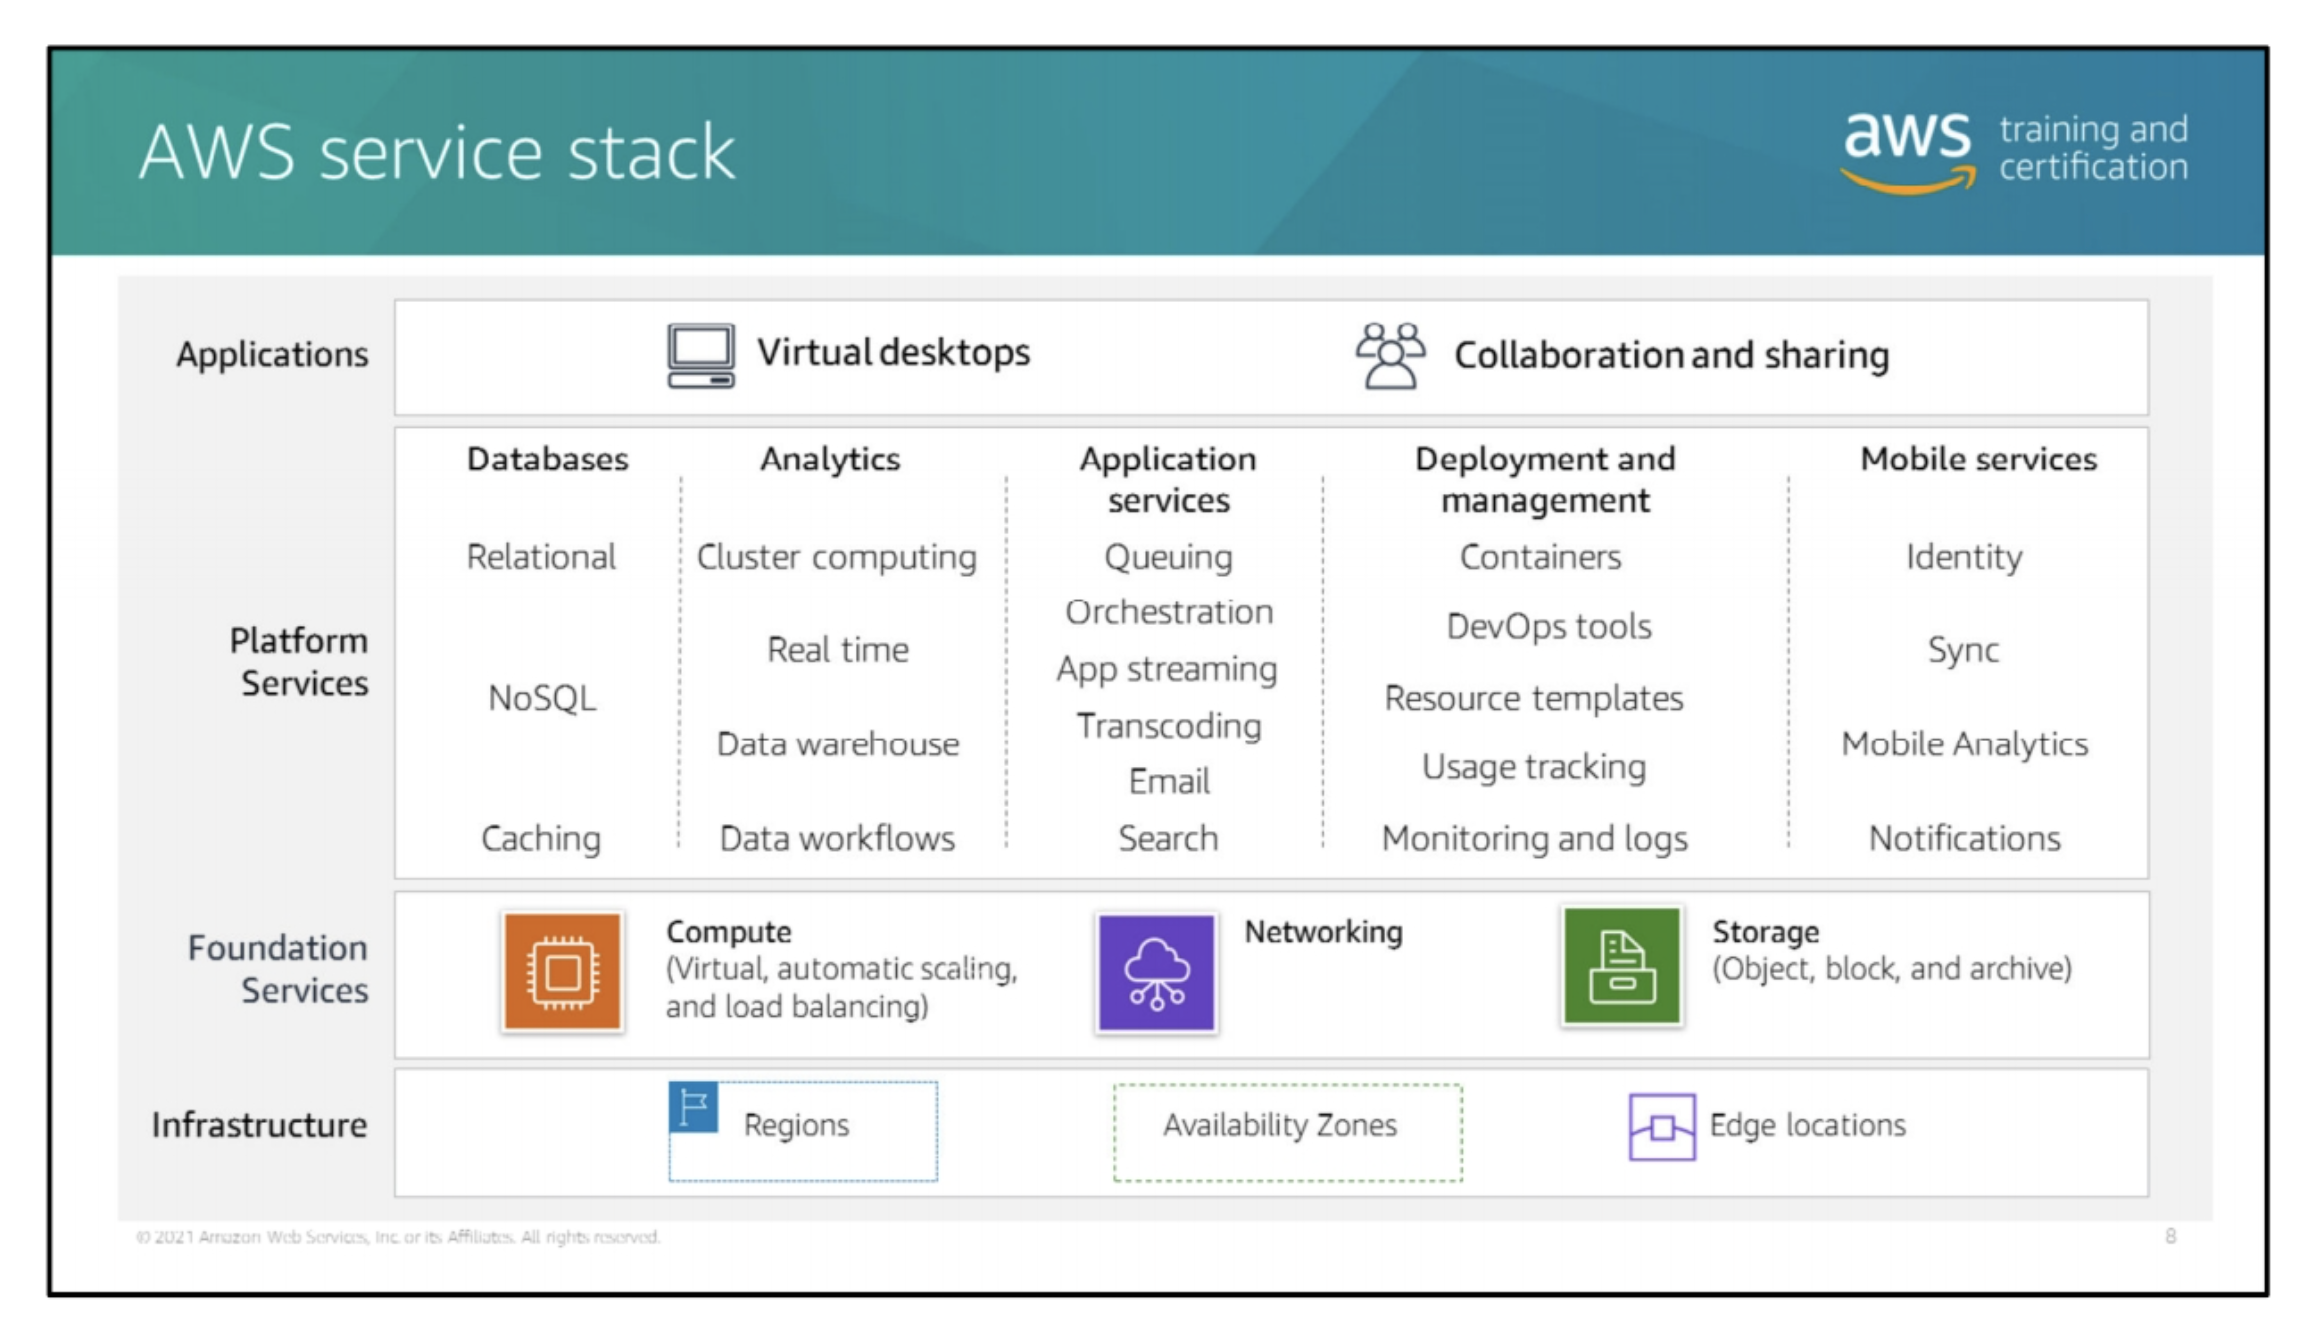 AWS service stack
aws training and
certification
Applications
Virtual desktops
Collaboration and sharing
Platform
Services
Databases
Relational
NoSQL
Caching
Analytics
Cluster computing
Real time
Data warehouse
Data workflows
Application
services
Queuing
Orchestration
App streaming
Transcoding
Email
Search
Deployment and
management
Containers
DevOps tools
Resource templates
Usage tracking
Monitoring and logs
Mobile services
Identity
Sync
Mobile Analytics
Notifications
Foundation
Services
Compute
(Virtual, automatic scaling,
and load balancing)
Networking
Storage
(Object, block, and archive)
Infrastructure
Regions
Availability Zones
Edge locations
© 2021 Amazon Web Services, Inc. or its Affiliates. All rights reserved.
8